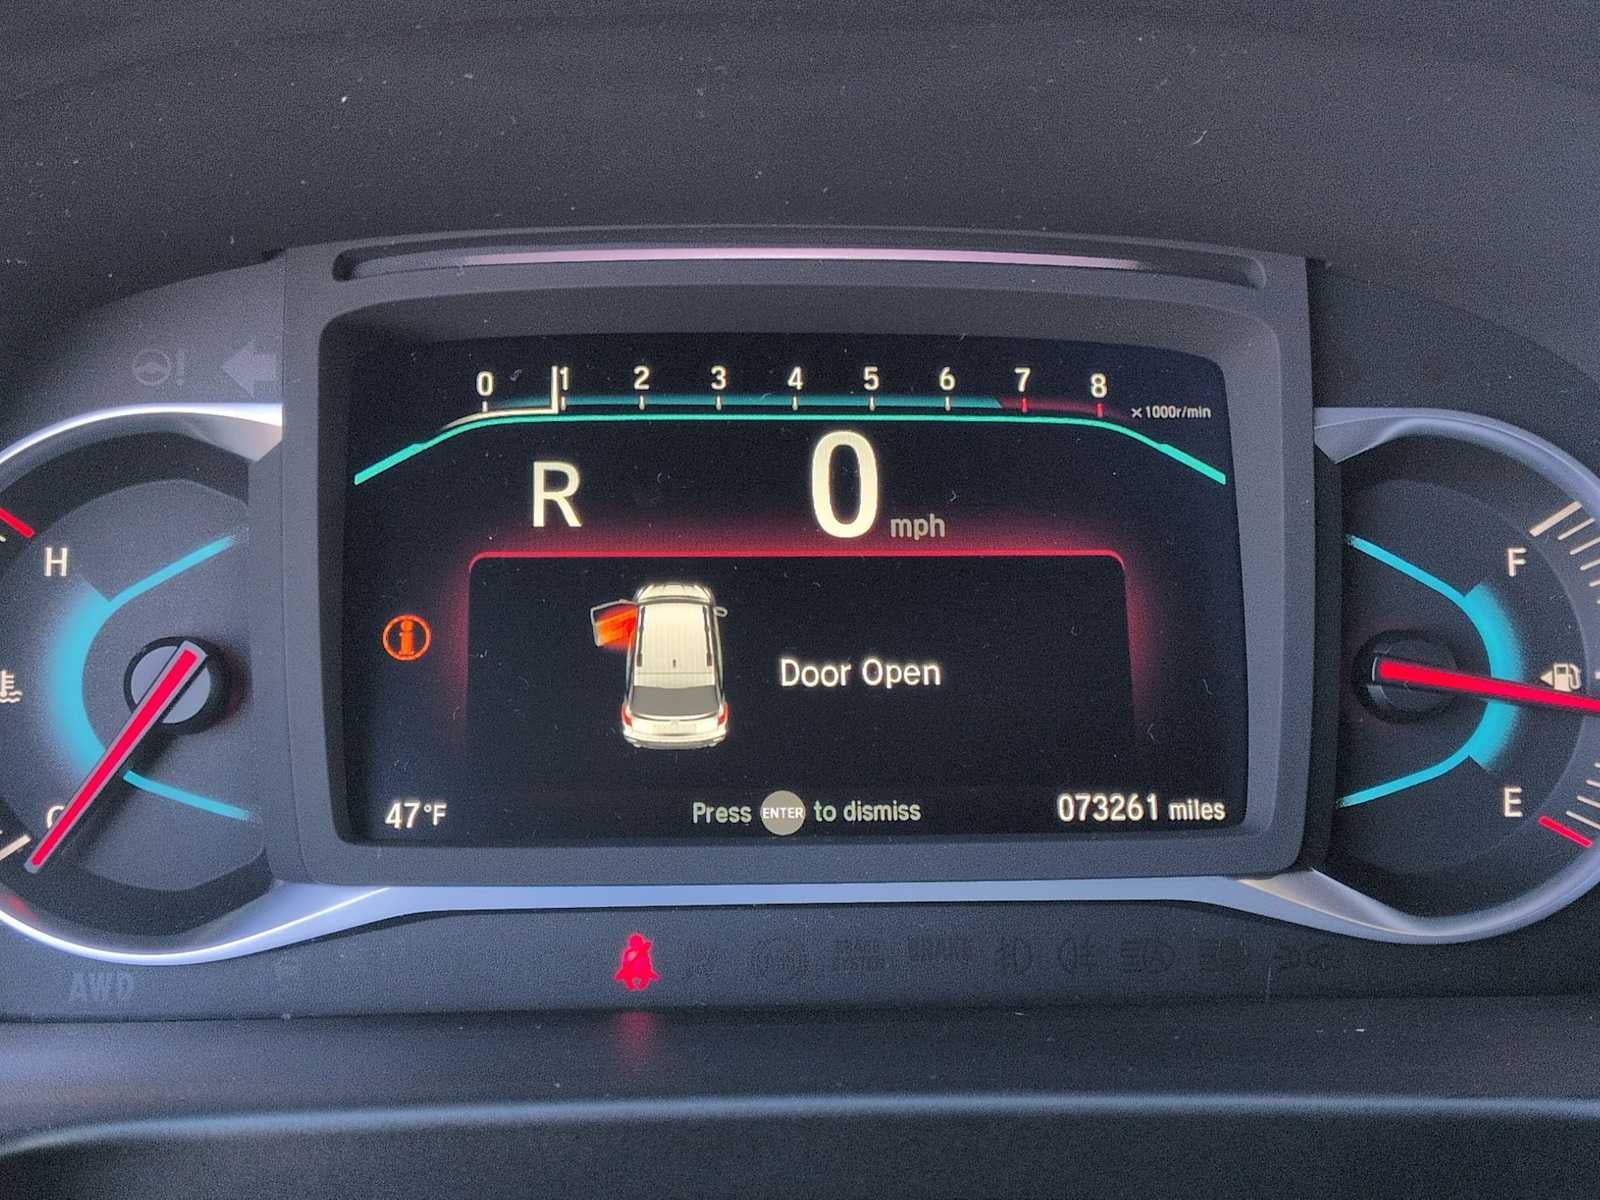 0 1 2 3 4 5 6 7 8
×1000r/min
R 0 mph
H
F
Door Open
E
47°F
Press ENTER to dismiss
073261 miles
BRAKE
AWD